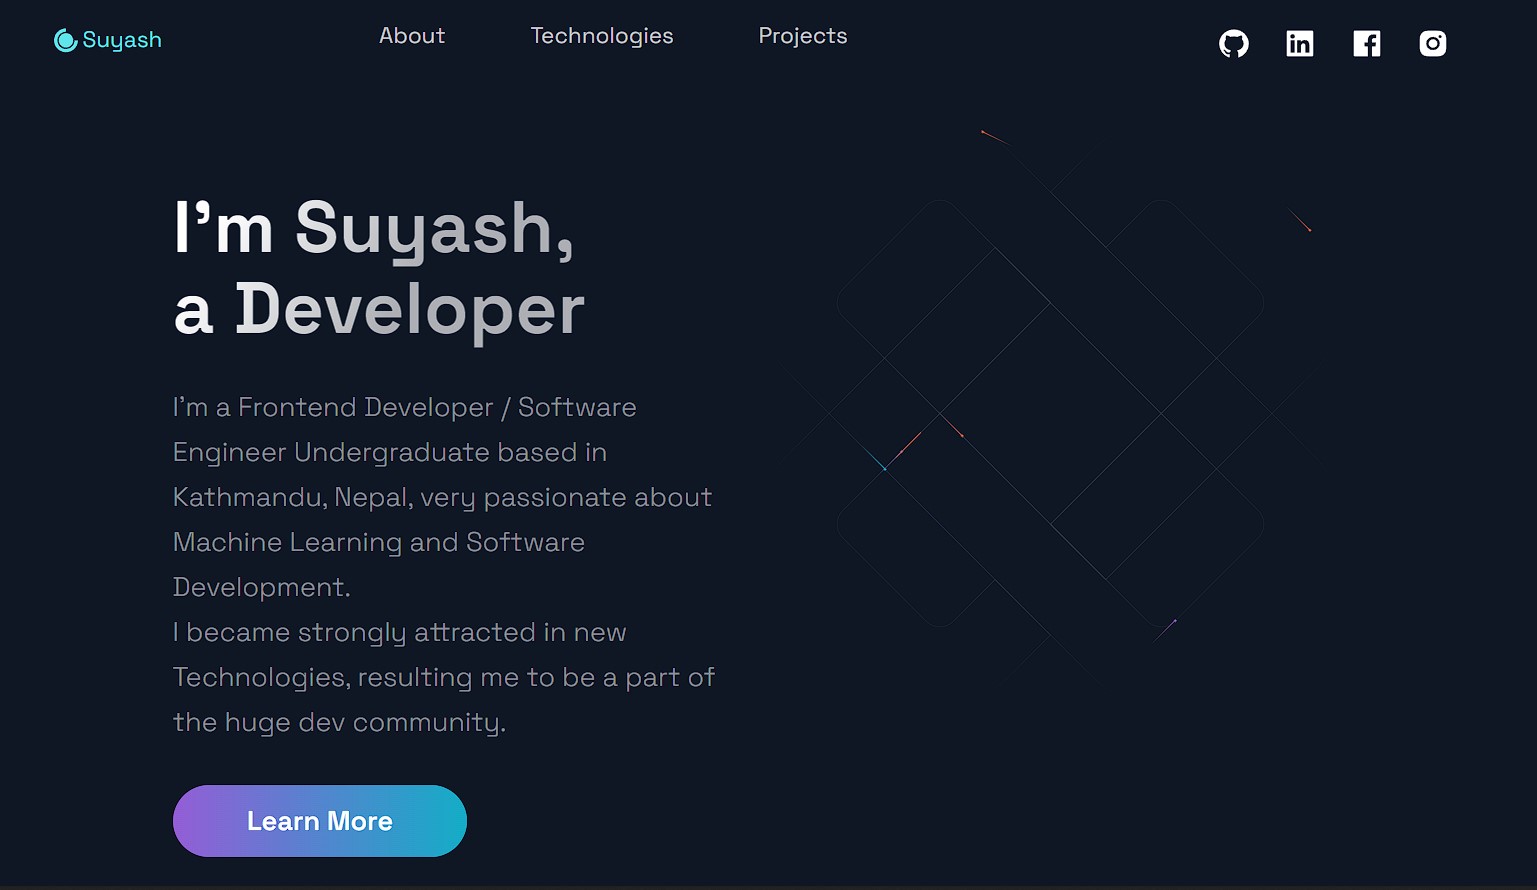 Suyash
About
Technologies
Projects
I'm Suyash,
a Developer
I'm a Frontend Developer / Software
Engineer Undergraduate based in
Kathmandu, Nepal, very passionate about
Machine Learning and Software
Development.
I became strongly attracted in new
Technologies, resulting me to be a part of
the huge dev community.
Learn More